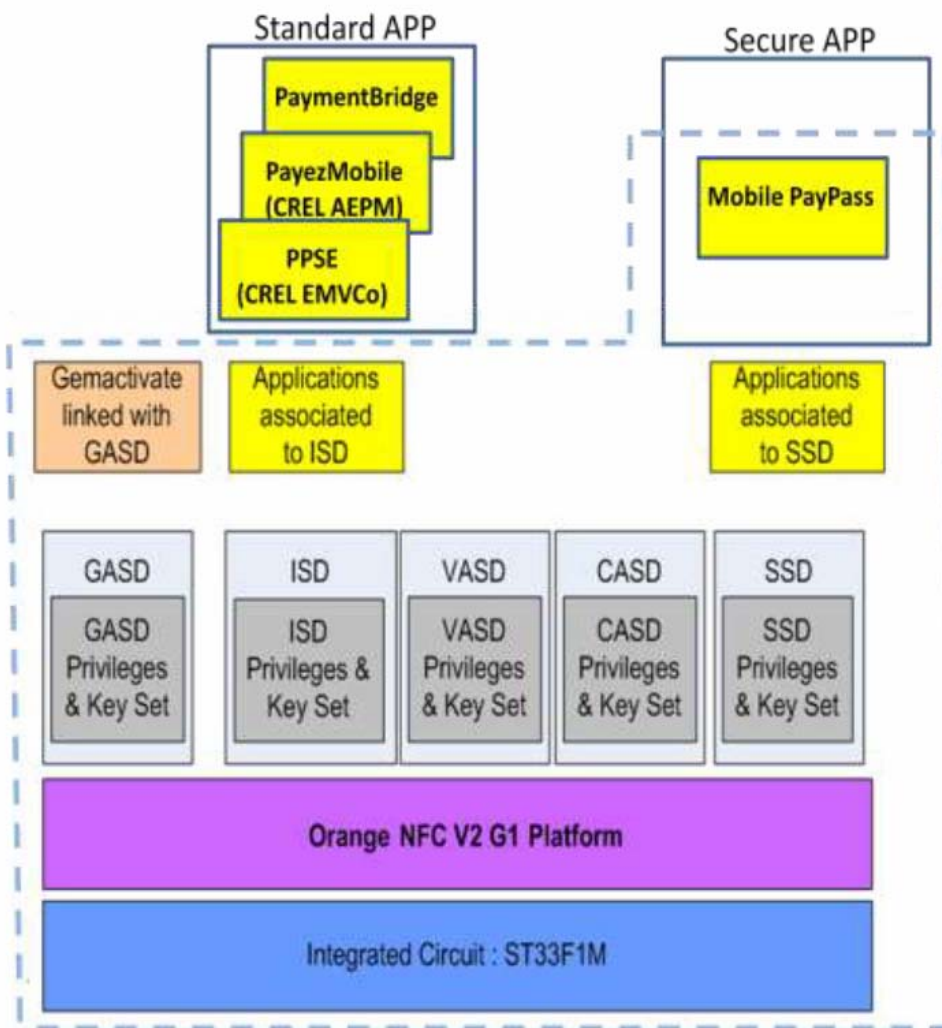 Standard APP
Secure APP
PaymentBridge
PayezMobile
(CREL AEPM)
PPSE
(CREL EMVCo)
Mobile PayPass
Gemactivate
linked with
GASD
Applications
associated
to ISD
Applications
associated
to SSD
GASD
GASD
Privileges
& Key Set
ISD
ISD
Privileges &
Key Set
VASD
VASD
Privileges
& Key Set
CASD
CASD
Privileges
& Key Set
SSD
SSD
Privileges
& Key Set
Orange NFC V2 G1 Platform
Integrated Circuit : ST33F1M